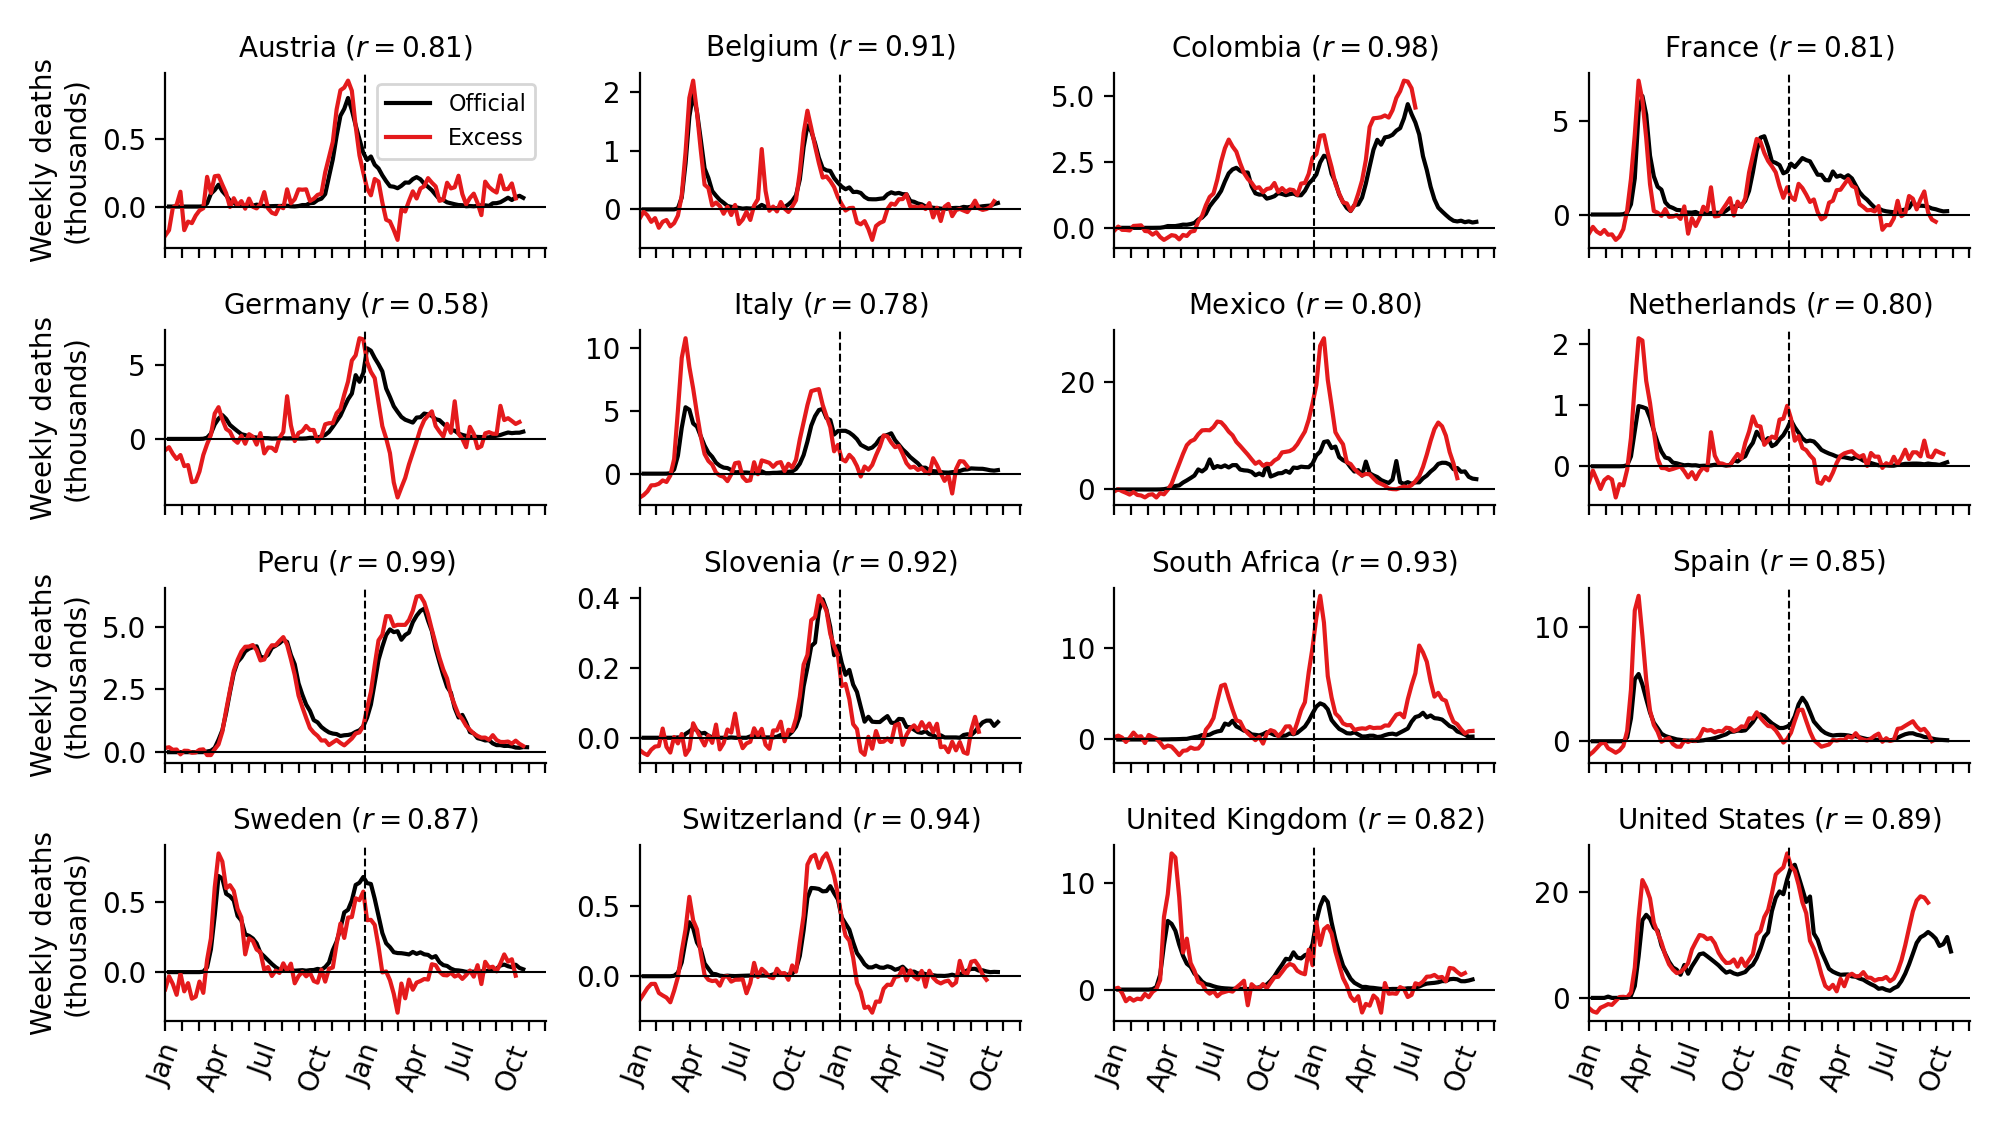 Austria (r = 0.81)
Belgium (r = 0.91)
Colombia (r = 0.98)
France (r = 0.81)
Weekly deaths
(thousands)
0.5
0.0
Official
Excess
2
1
0
5.0
2.5
0.0
5
0
Germany (r = 0.58)
Italy (r = 0.78)
Mexico (r = 0.80)
Netherlands (r = 0.80)
Weekly deaths
(thousands)
5
0
10
5
0
20
0
2
1
0
Peru (r = 0.99)
Slovenia (r = 0.92)
South Africa (r = 0.93)
Spain (r = 0.85)
Weekly deaths
(thousands)
5.0
2.5
0.0
0.4
0.2
0.0
10
0
10
0
Sweden (r = 0.87)
Switzerland (r = 0.94)
United Kingdom (r = 0.82)
United States (r = 0.89)
Weekly deaths
(thousands)
0.5
0.0
0.5
0.0
10
0
20
0
Jan Apr Jul Oct Jan Apr Jul Oct
Jan Apr Jul Oct Jan Apr Jul Oct
Jan Apr Jul Oct Jan Apr Jul Oct
Jan Apr Jul Oct Jan Apr Jul Oct